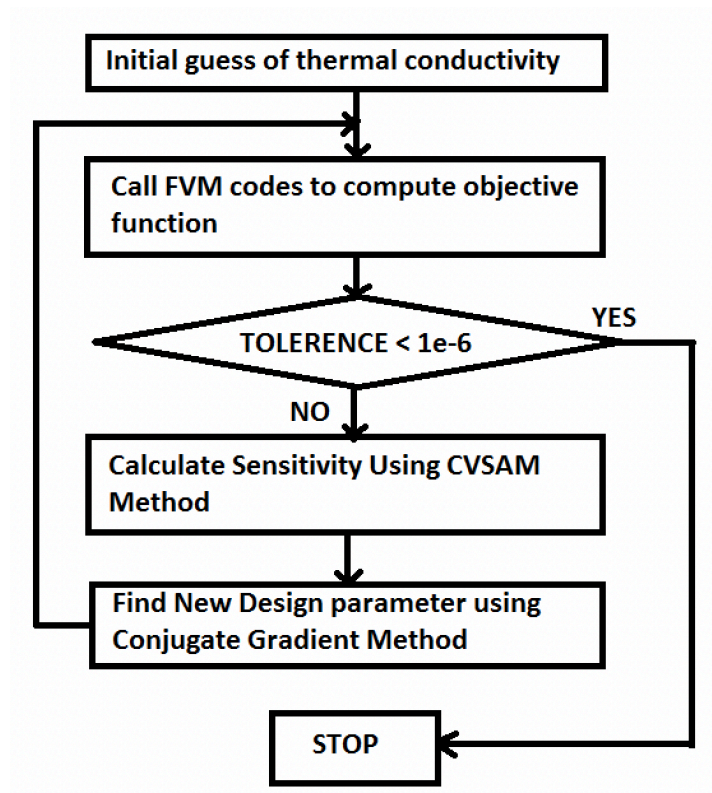 Initial guess of thermal conductivity
Call FVM codes to compute objective
function
YES
TOLERENCE < 1e-6
NO
Calculate Sensitivity Using CVSAM
Method
Find New Design parameter using
Conjugate Gradient Method
STOP